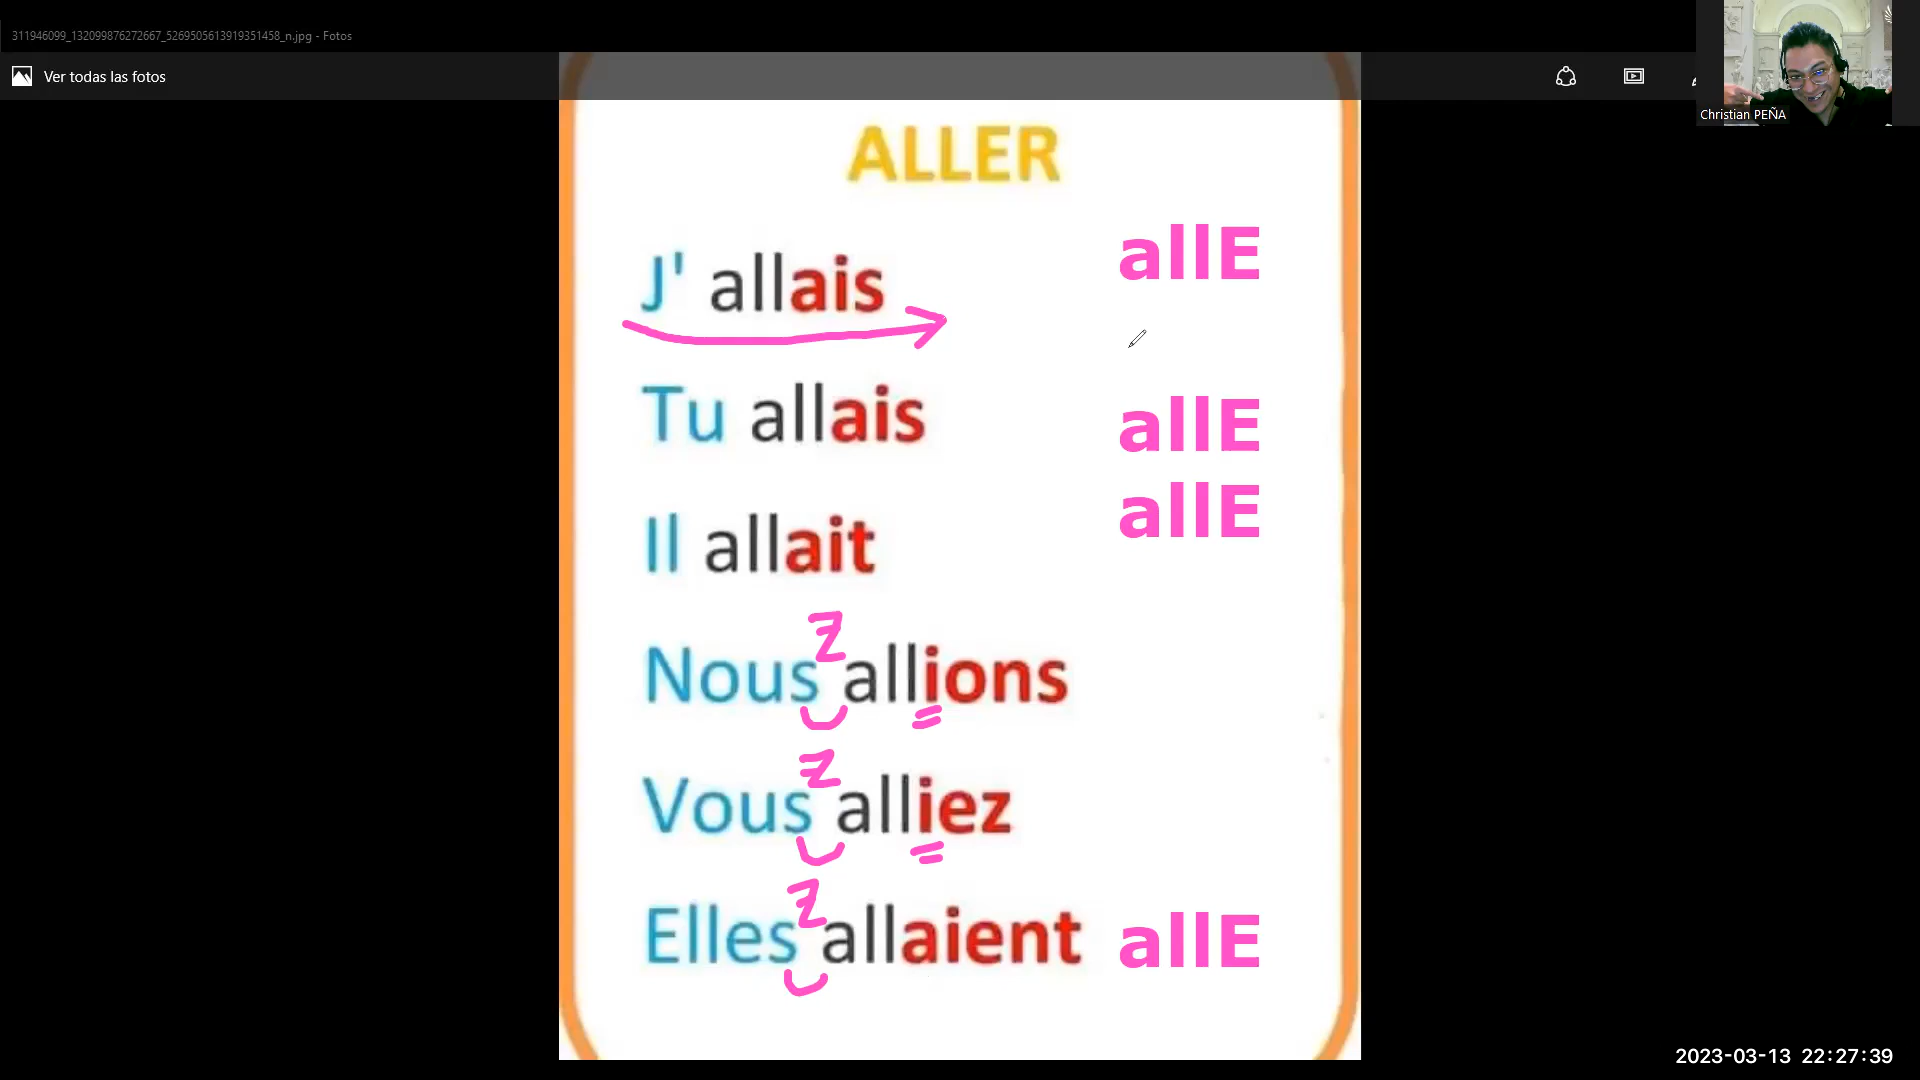 311946099_132099876272667_5269505613919351458_n.jpg - Fotos
Ver todas las fotos
Christian PEÑA
ALLER
J' allais allE
Tu allais allE
Il allait allE
Z
Nous allions
Z
Vous alliez
Z
Elles allaient allE
2023-03-13 22:27:39